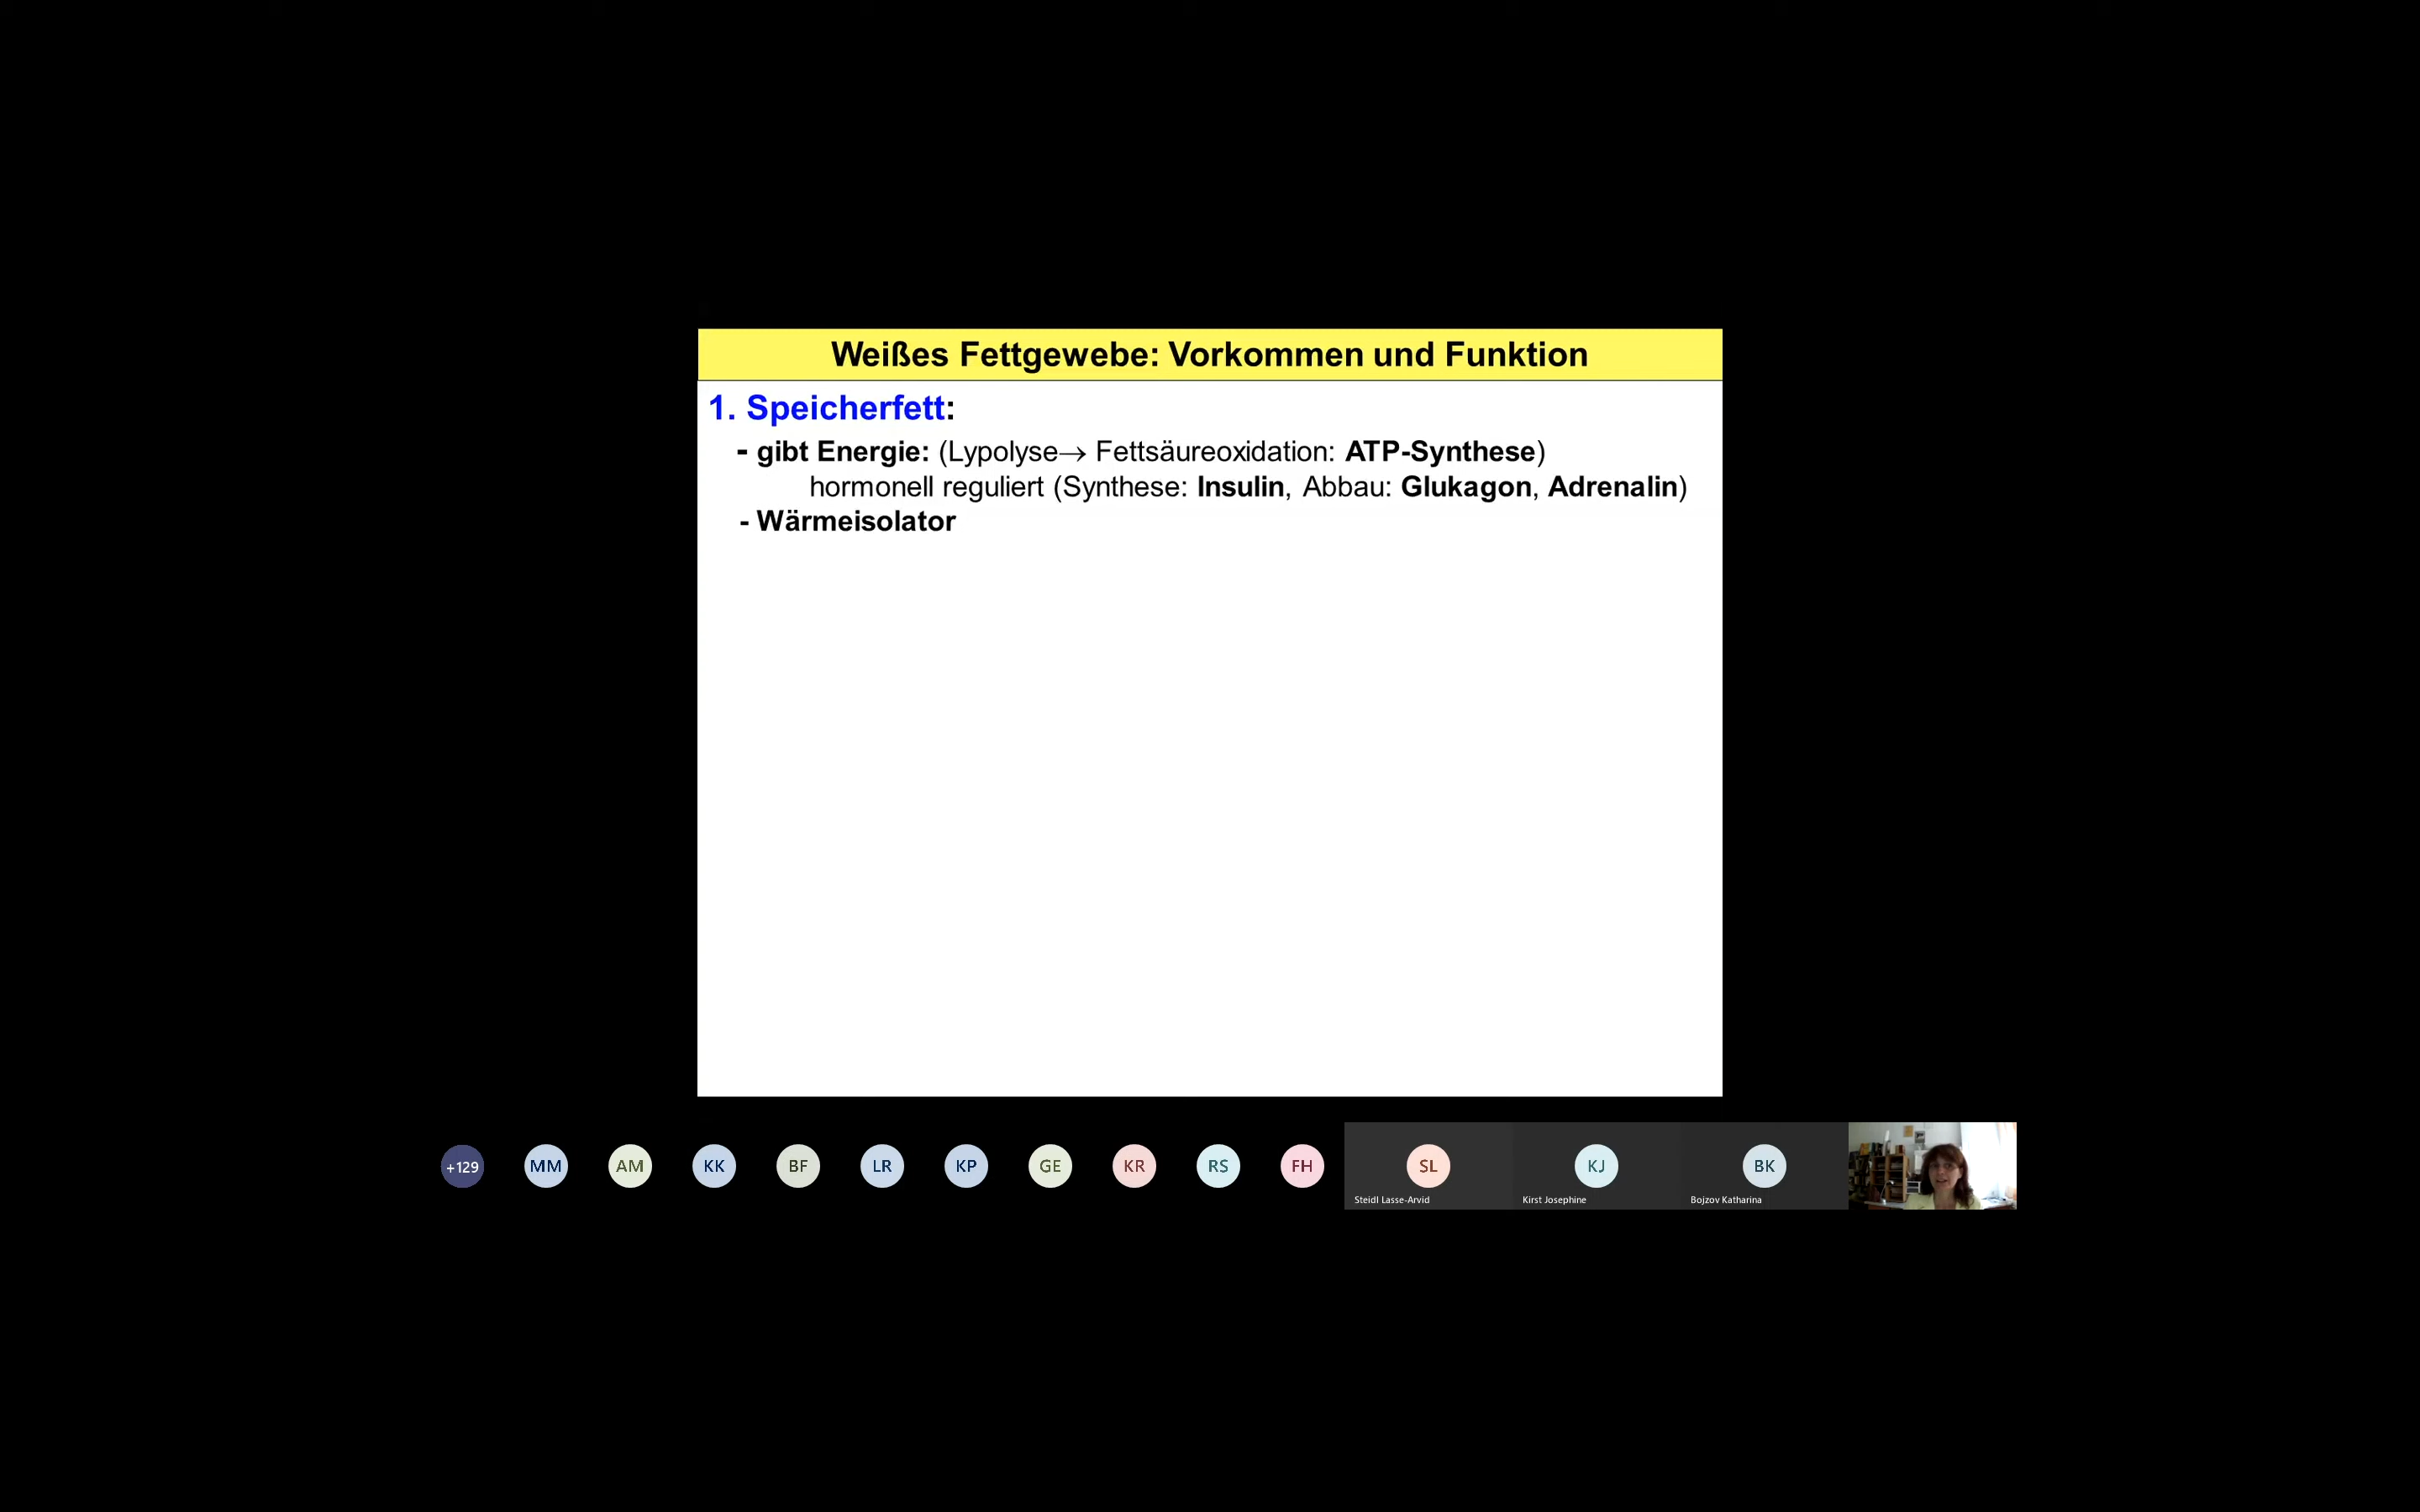 Weißes Fettgewebe: Vorkommen und Funktion
1. Speicherfett:
- gibt Energie: (Lypolyse→ Fettsäureoxidation: ATP-Synthese)
hormonell reguliert (Synthese: Insulin, Abbau: Glukagon, Adrenalin)
- Wärmeisolator
+129 MM AM KK BF LR KP GE KR RS FH SL KJ BK
Steidl Lasse-Arvid Kirst Josephine Bojzov Katharina